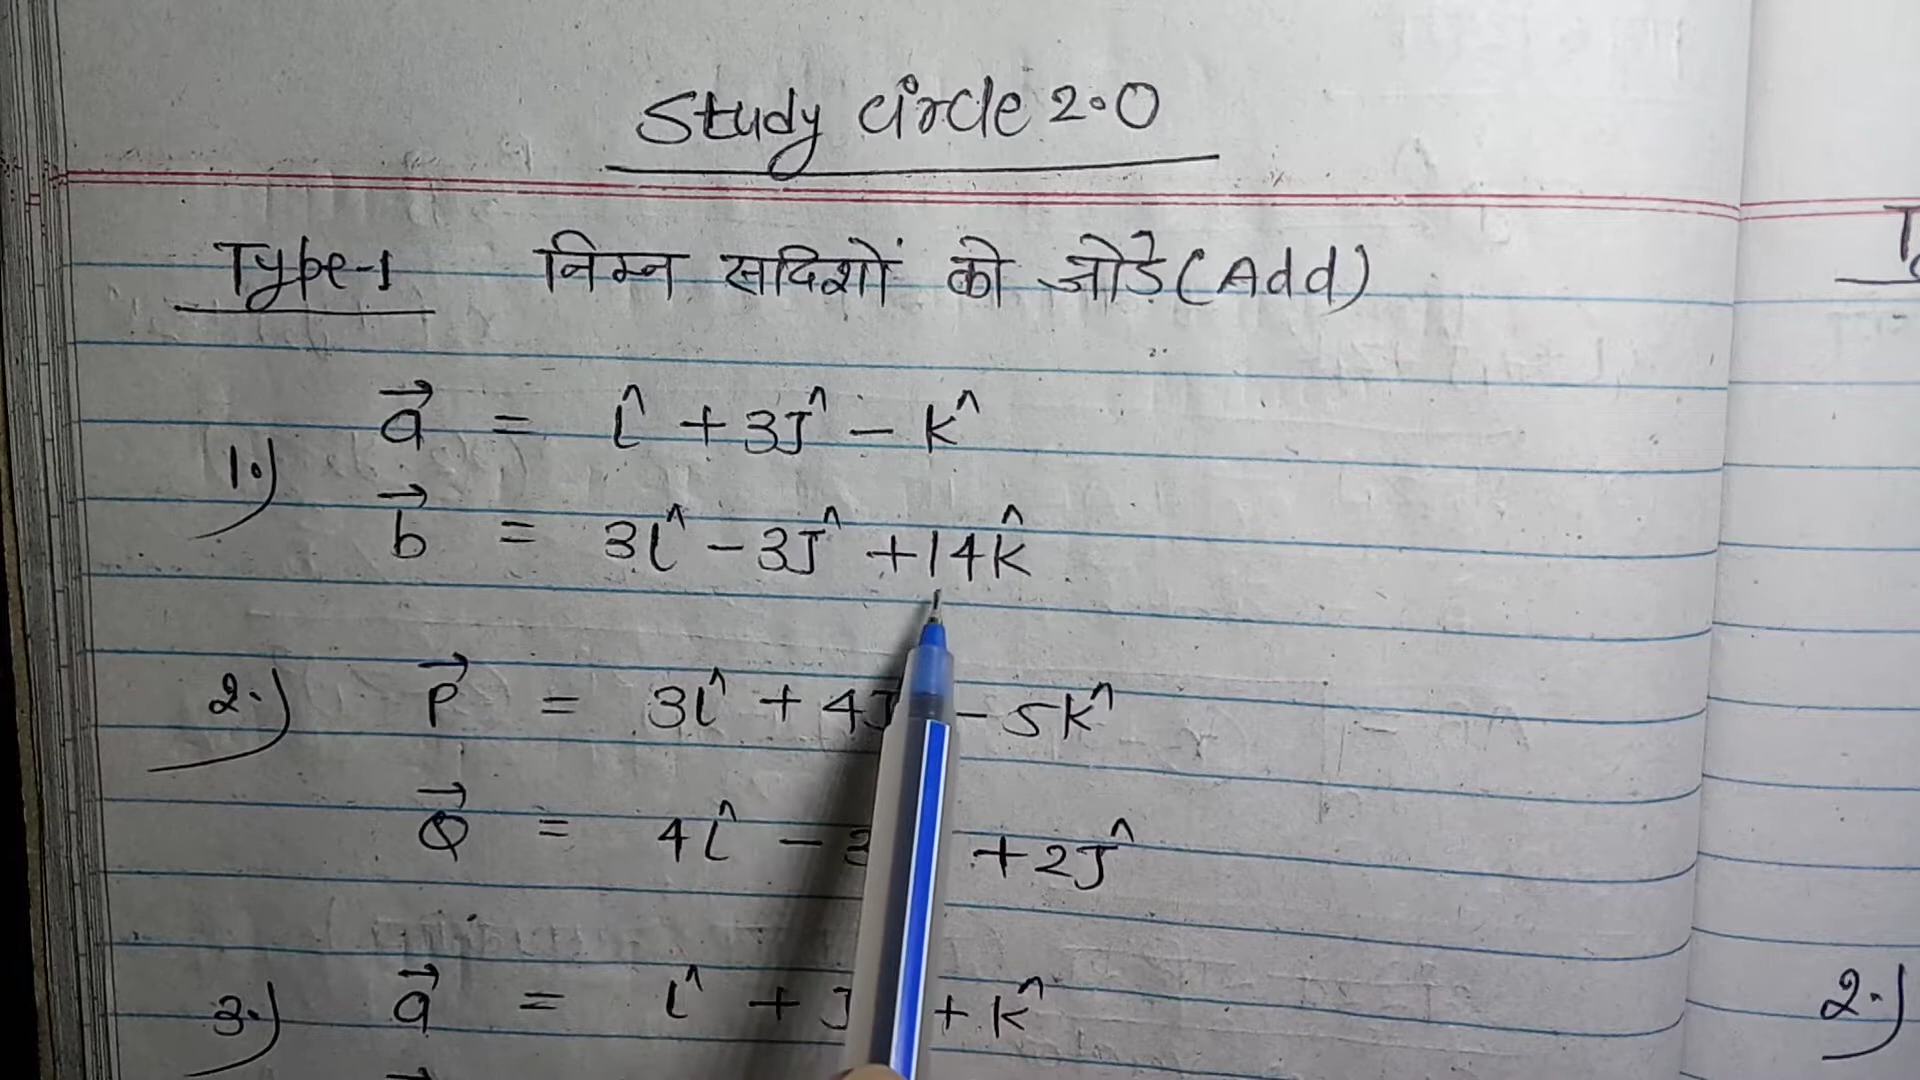 Study circle 2.0
Type-1 निम्न सदिशों को जोड़े (Add)
1.) a⃗ = î + 3ĵ - k̂
b⃗ = 3î - 3ĵ + 14k̂
2.) P⃗ = 3î + 4J - 5k̂
Q⃗ = 4î - + 2ĵ
3.) a⃗ = î + J + k̂
2.)